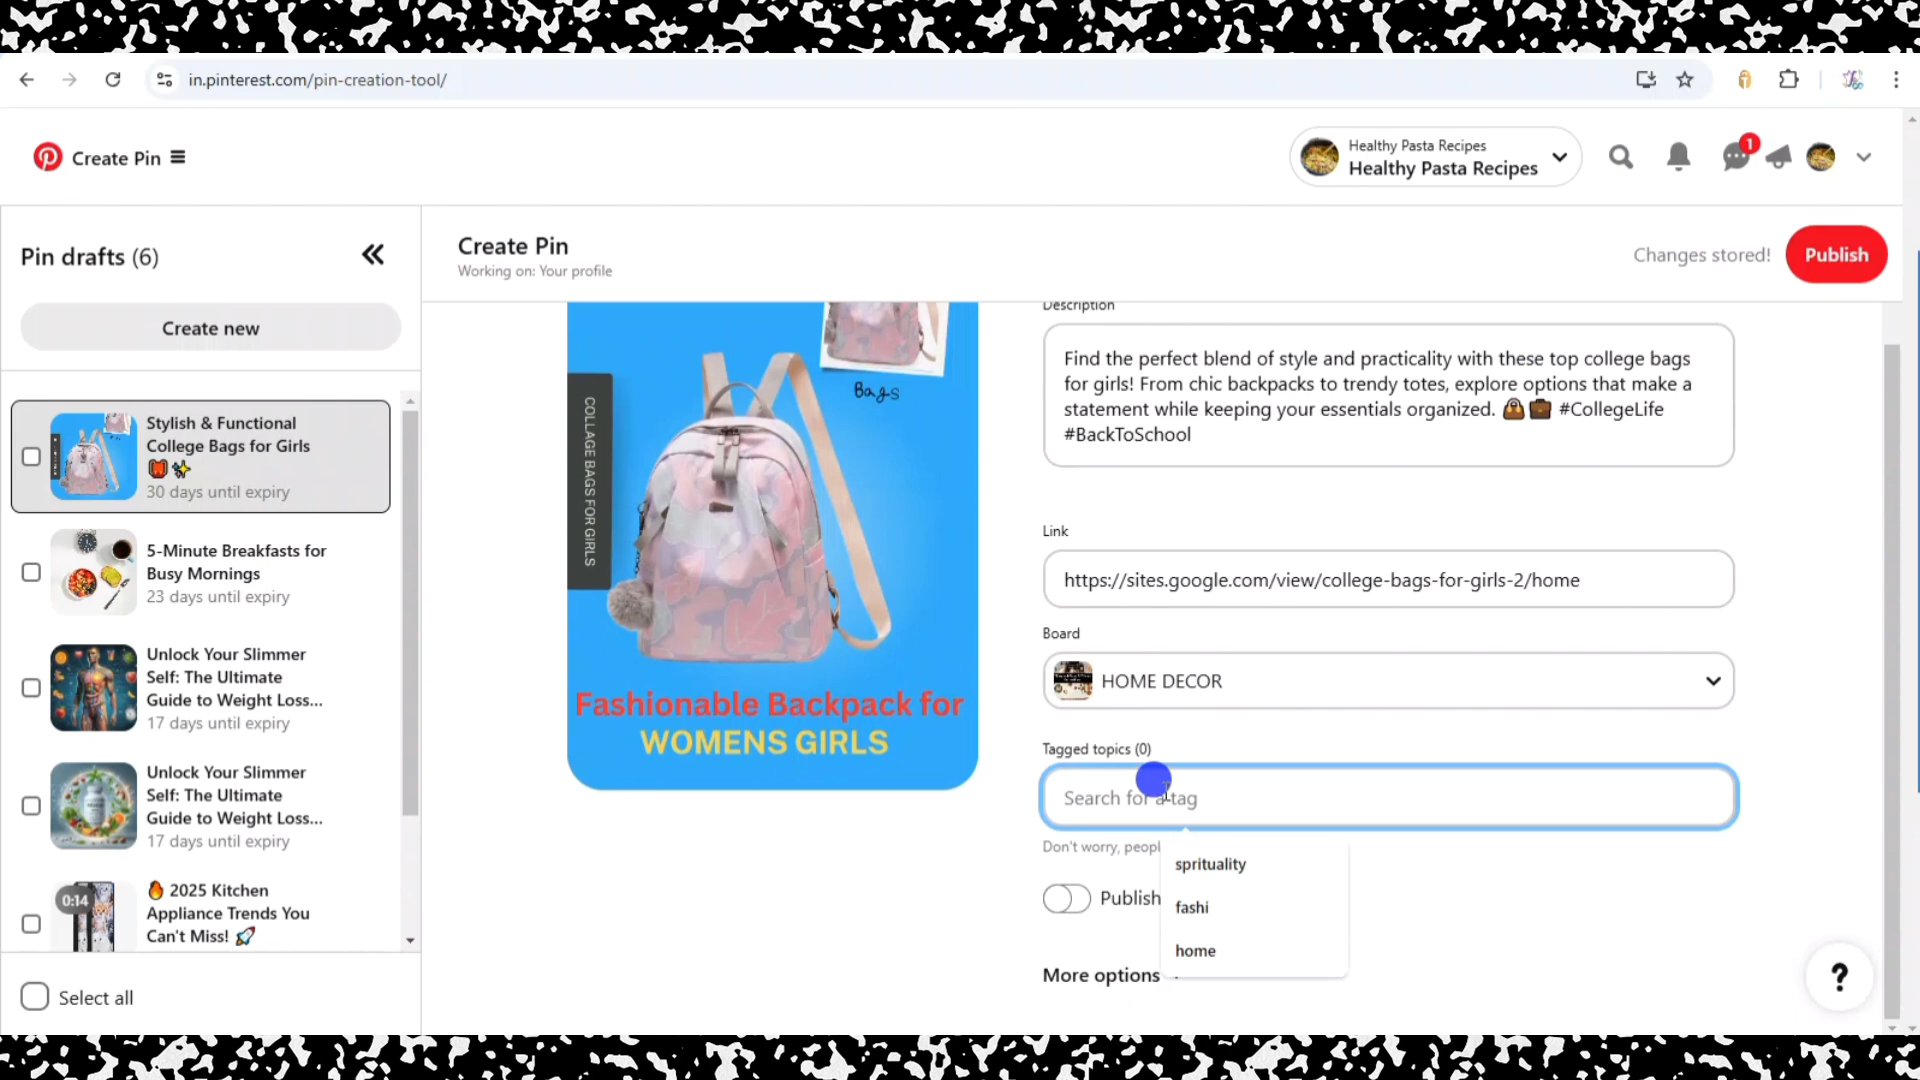 in.pinterest.com/pin-creation-tool/
Create Pin
Healthy Pasta Recipes
Healthy Pasta Recipes
1
Pin drafts (6)
Create new
Stylish & Functional
College Bags for Girls
30 days until expiry
5-Minute Breakfasts for
Busy Mornings
23 days until expiry
Unlock Your Slimmer
Self: The Ultimate
Guide to Weight Loss...
17 days until expiry
Unlock Your Slimmer
Self: The Ultimate
Guide to Weight Loss...
17 days until expiry
0:14
🔥 2025 Kitchen
Appliance Trends You
Can't Miss! 🚀
Select all
Create Pin
Working on: Your profile
Changes stored!
Publish
Bags
COLLAGE BAGS FOR GIRLS
Fashionable Backpack for
WOMENS GIRLS
Description
Find the perfect blend of style and practicality with these top college bags
for girls! From chic backpacks to trendy totes, explore options that make a
statement while keeping your essentials organized. 👜💼 #CollegeLife
#BackToSchool
Link
https://sites.google.com/view/college-bags-for-girls-2/home
Board
HOME DECOR
Tagged topics (0)
Search for a tag
Don't worry, peopl
sprituality
fashi
home
Publish
More options
?